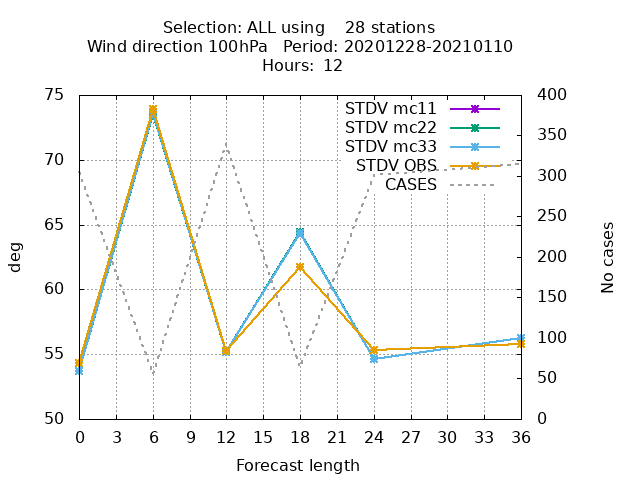 Selection: ALL using    28 stations
Wind direction 100hPa   Period: 20201228-20210110
Hours:  12
STDV mc11
STDV mc22
STDV mc33
STDV OBS
CASES
75
70
65
60
55
50
400
350
300
250
200
150
100
50
0
deg
No cases
0 3 6 9 12 15 18 21 24 27 30 33 36
Forecast length